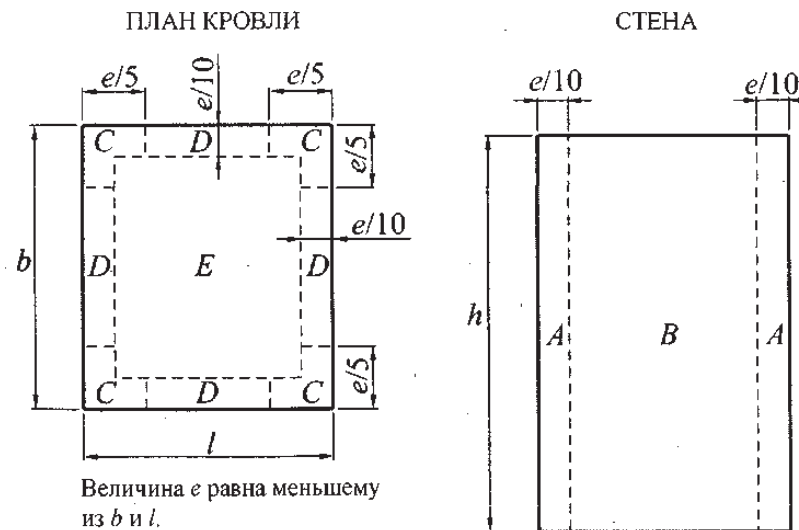 ПЛАН КРОВЛИ
e/5
e/10
e/5
C
D
C
e/5
e/10
b
D
E
D
C
D
C
e/5
l
Величина e равна меньшему
из b и l.
СТЕНА
e/10
e/10
h
A
B
A